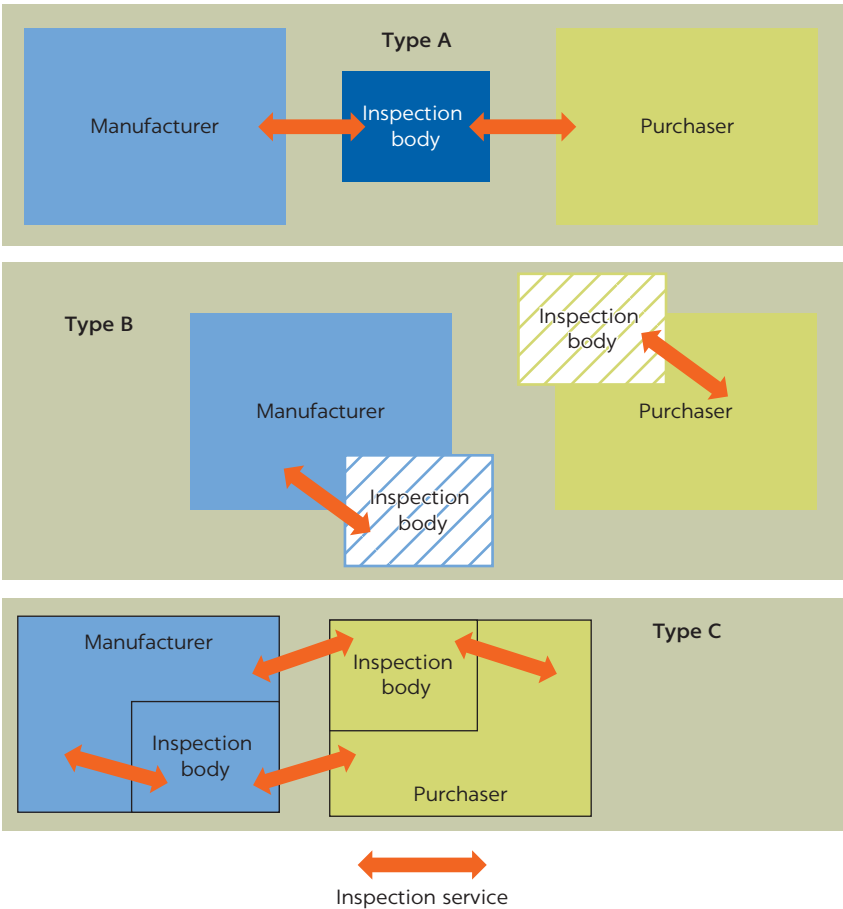 Type A
Manufacturer
Inspection
body
Purchaser
Type B
Inspection
body
Manufacturer
Purchaser
Inspection
body
Type C
Manufacturer
Inspection
body
Inspection
body
Purchaser
Inspection service